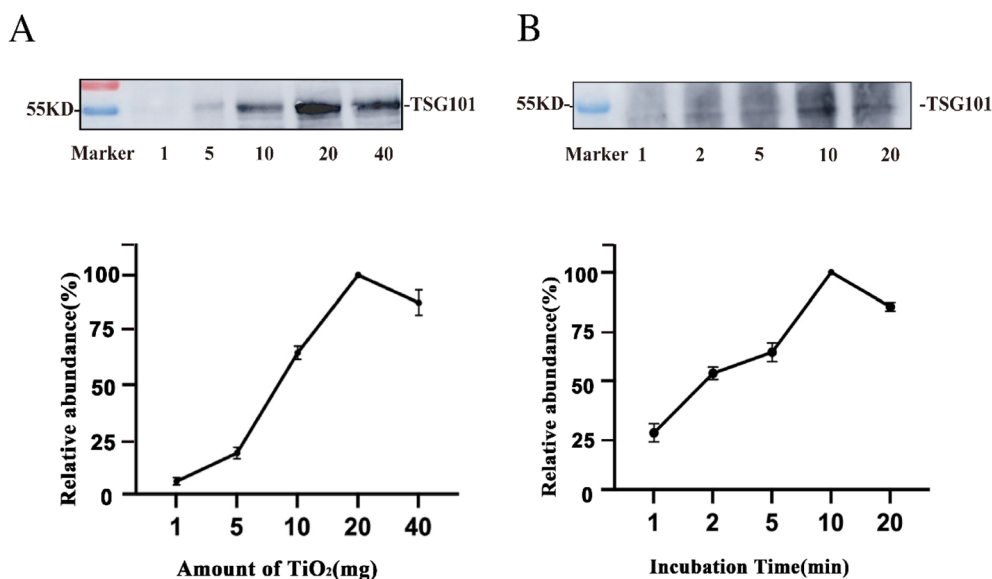 A
55KD-
-TSG101
Marker 1 5 10 20 40
Relative abundance(%)
100
75
50
25
0
1 5 10 20 40
Amount of TiO₂(mg)
B
55KD-
-TSG101
Marker 1 2 5 10 20
Relative abundance(%)
100
75
50
25
0
1 2 5 10 20
Incubation Time(min)